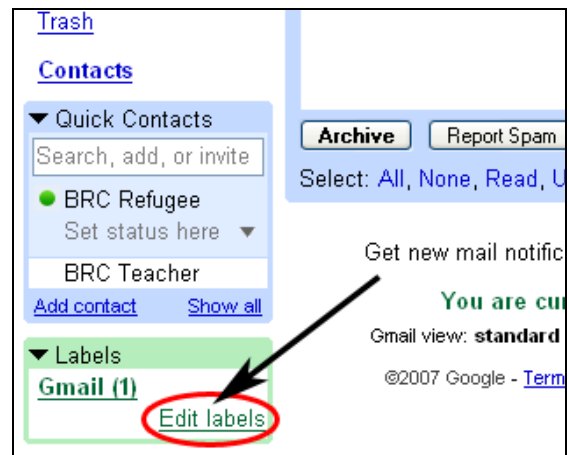 Trash
Contacts
Quick Contacts
Search, add, or invite
BRC Refugee
Set status here
BRC Teacher
Add contact Show all
Labels
Gmail (1)
Edit labels
Archive Report Spam
Select: All, None, Read, U
Get new mail notific
You are cur
Gmail view: standard
©2007 Google - Term